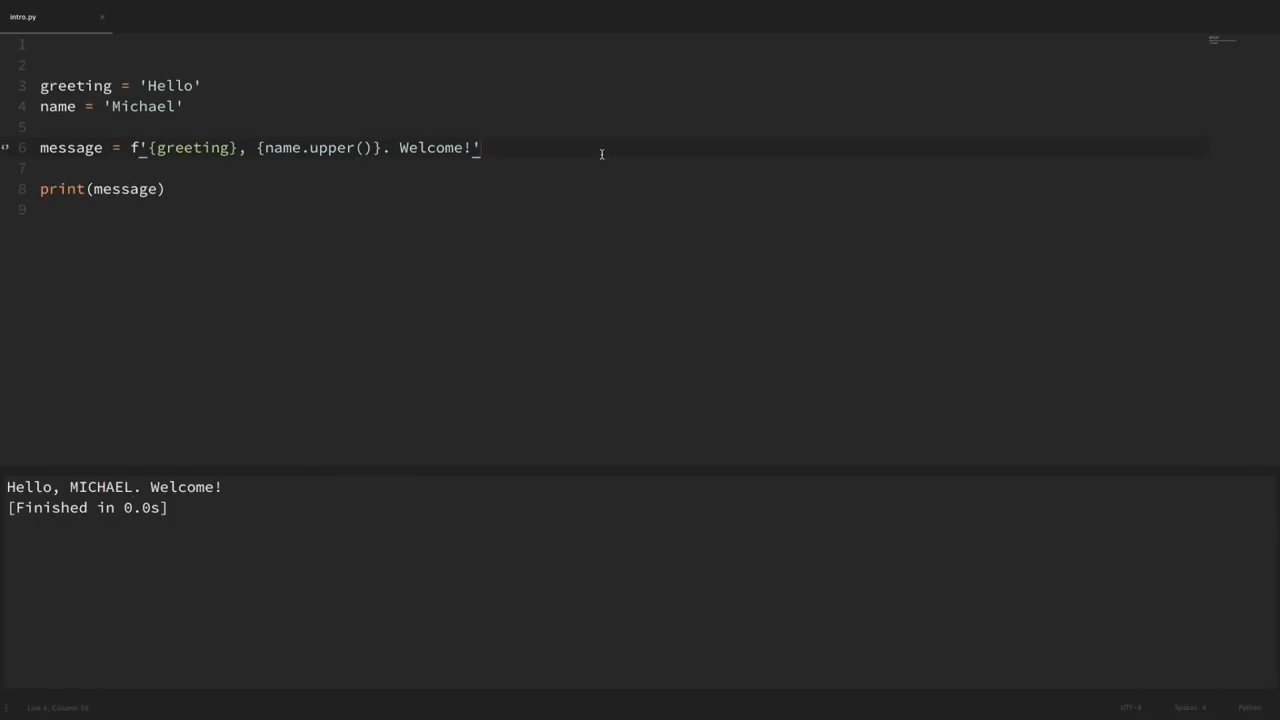 intro.py ×
1
2
3 greeting = 'Hello'
4 name = 'Michael'
5
6 message = f'{greeting}, {name.upper()}. Welcome!'
7
8 print(message)
9
Hello, MICHAEL. Welcome!
[Finished in 0.0s]
Line 6, Column 50 UTF-8 Spaces: 4 Python